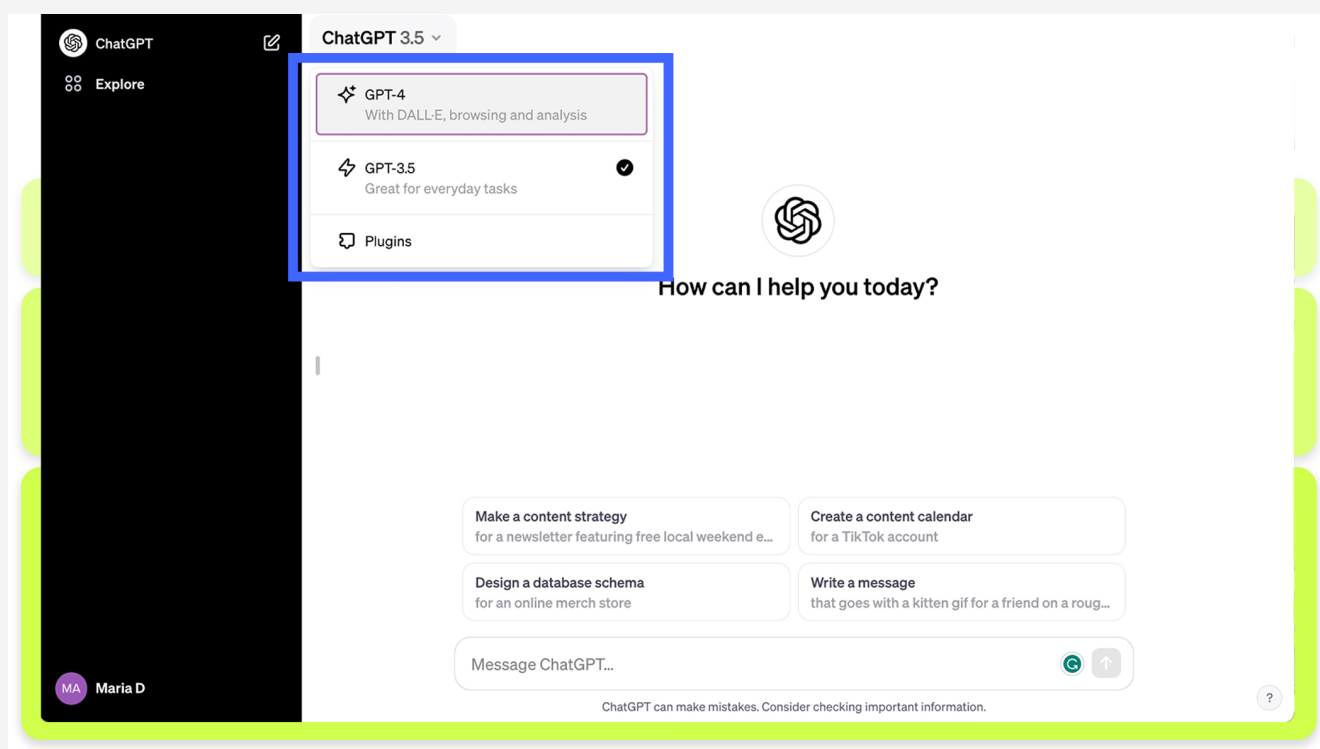 ChatGPT
Explore
ChatGPT 3.5
GPT-4
With DALL·E, browsing and analysis
GPT-3.5
Great for everyday tasks
Plugins
How can I help you today?
Make a content strategy
for a newsletter featuring free local weekend e...
Create a content calendar
for a TikTok account
Design a database schema
for an online merch store
Write a message
that goes with a kitten gif for a friend on a roug...
Message ChatGPT...
MA Maria D
ChatGPT can make mistakes. Consider checking important information.
?